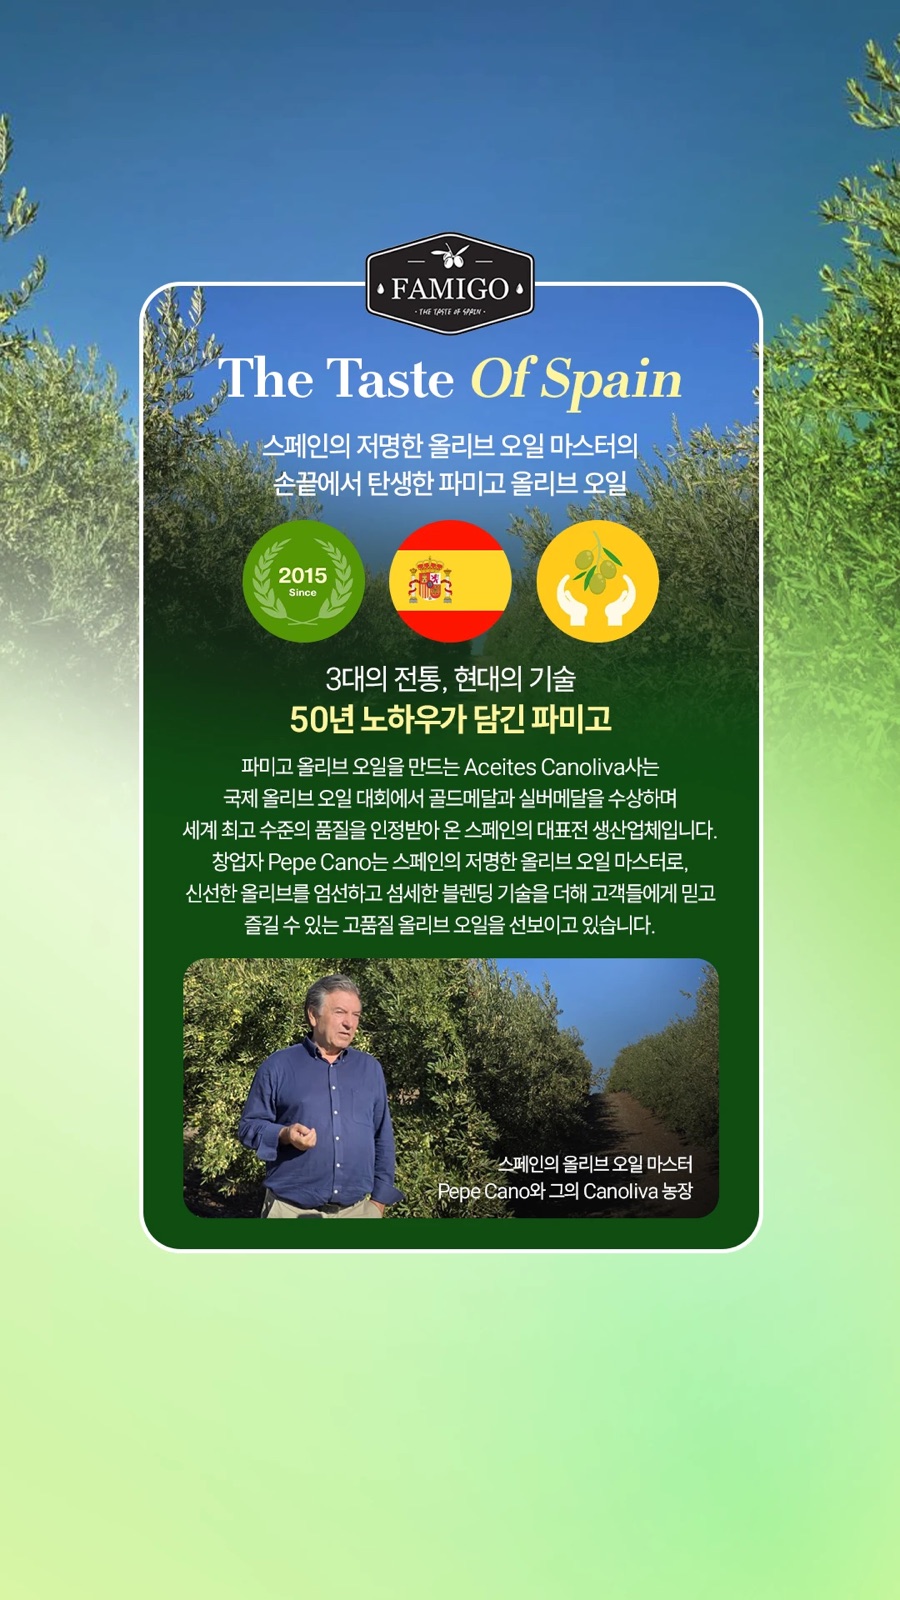 FAMIGO
· THE TASTE OF SPAIN ·
The Taste Of Spain
스페인의 저명한 올리브 오일 마스터의
손끝에서 탄생한 파미고 올리브 오일
2015
Since
3대의 전통, 현대의 기술
50년 노하우가 담긴 파미고
파미고 올리브 오일을 만드는 Aceites Canoliva사는
국제 올리브 오일 대회에서 골드메달과 실버메달을 수상하며
세계 최고 수준의 품질을 인정받아 온 스페인의 대표전 생산업체입니다.
창업자 Pepe Cano는 스페인의 저명한 올리브 오일 마스터로,
신선한 올리브를 엄선하고 섬세한 블렌딩 기술을 더해 고객들에게 믿고
즐길 수 있는 고품질 올리브 오일을 선보이고 있습니다.
스페인의 올리브 오일 마스터
Pepe Cano와 그의 Canoliva 농장